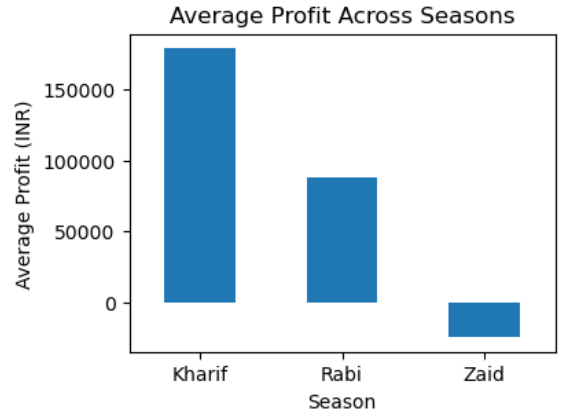 Average Profit Across Seasons
Average Profit (INR)
150000
100000
50000
0
Kharif
Rabi
Zaid
Season